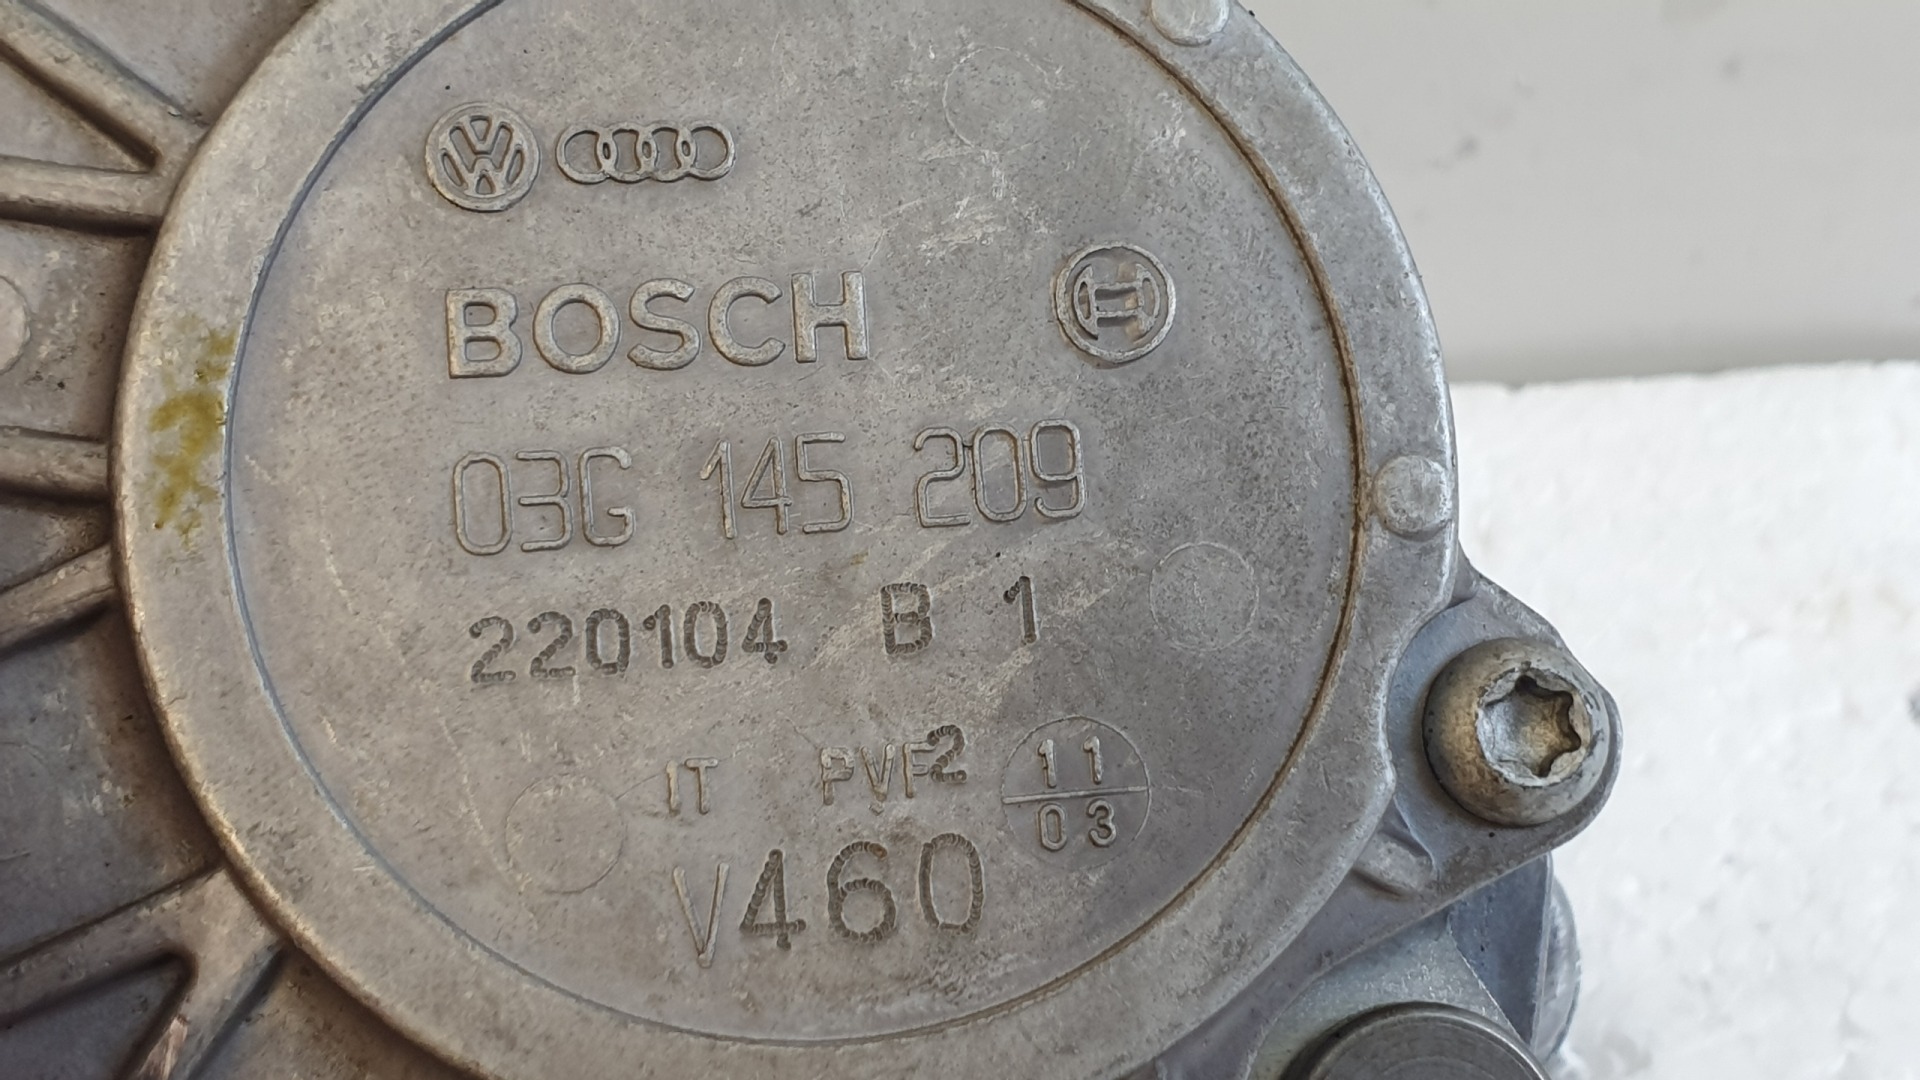 BOSCH
03G 145 209
220104 B 1
IT PVF2 11
03
V460